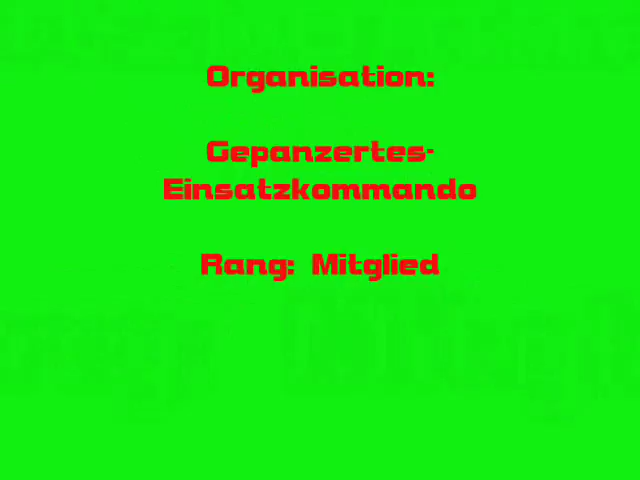 Organisation:
Gepanzertes-
Einsatzkommando
Rang: Mitglied